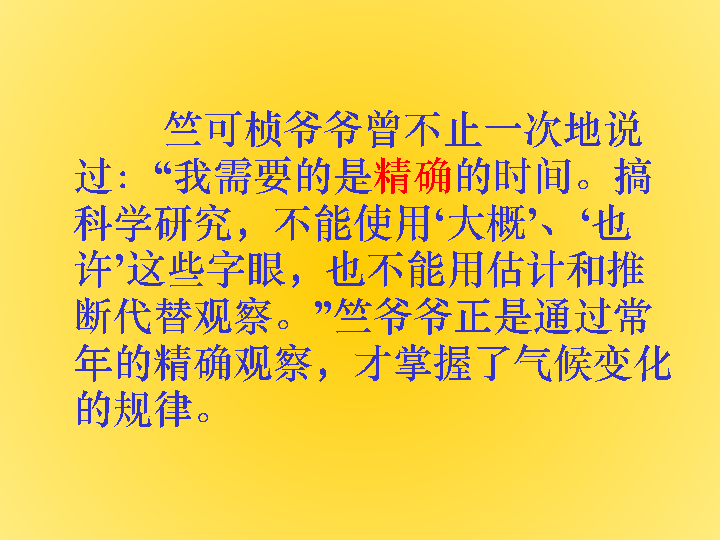 竺可桢爷爷曾不止一次地说
过：“我需要的是精确的时间。搞
科学研究，不能使用‘大概’、‘也
许’这些字眼，也不能用估计和推
断代替观察。”竺爷爷正是通过常
年的精确观察，才掌握了气候变化
的规律。